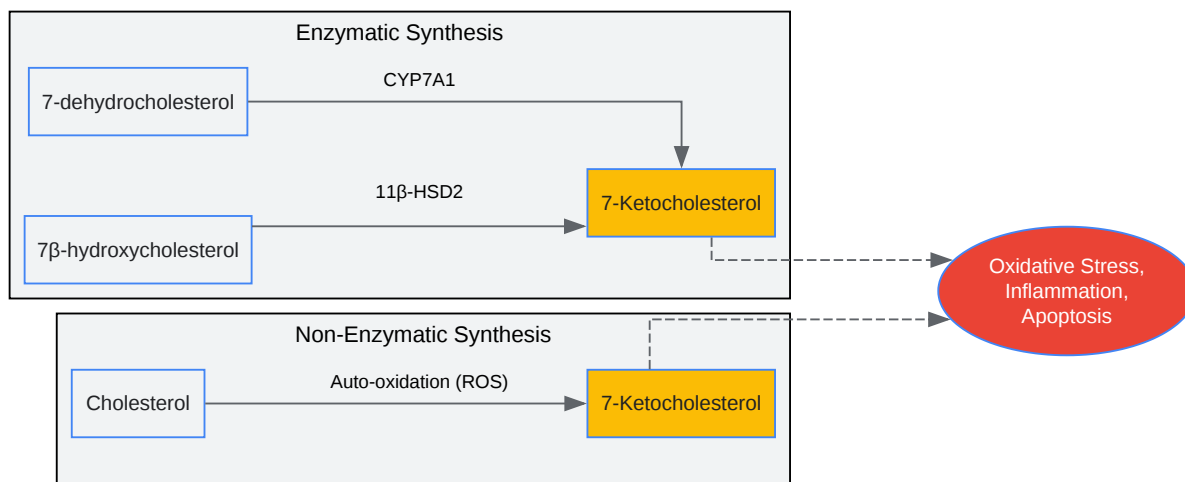 Enzymatic Synthesis
CYP7A1
7-dehydrocholesterol
11β-HSD2
7-Ketocholesterol
7β-hydroxycholesterol
Oxidative Stress,
Inflammation,
Apoptosis
Non-Enzymatic Synthesis
Auto-oxidation (ROS)
Cholesterol
7-Ketocholesterol